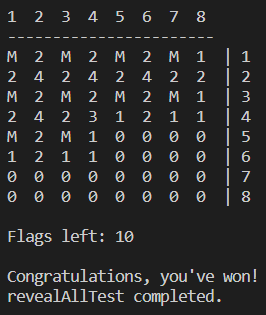 1 2 3 4 5 6 7 8
------------------------
M 2 M 2 M 2 M 1 | 1
2 4 2 4 2 4 2 2 | 2
M 2 M 2 M 2 M 1 | 3
2 4 2 3 1 2 1 1 | 4
M 2 M 1 0 0 0 0 | 5
1 2 1 1 0 0 0 0 | 6
0 0 0 0 0 0 0 0 | 7
0 0 0 0 0 0 0 0 | 8
Flags left: 10
Congratulations, you've won!
revealAllTest completed.